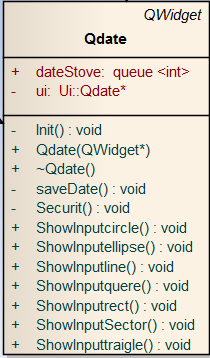 QWidget
Qdate
+ dateStove: queue <int>
- ui: Ui::Qdate*
- Init() : void
+ Qdate(QWidget*)
+ ~Qdate()
- saveDate() : void
- Securit() : void
+ ShowInputcircle() : void
+ ShowInputellipse() : void
+ ShowInputline() : void
+ ShowInputquere() : void
+ ShowInputrect() : void
+ ShowInputSector() : void
+ ShowInputtraigle() : void